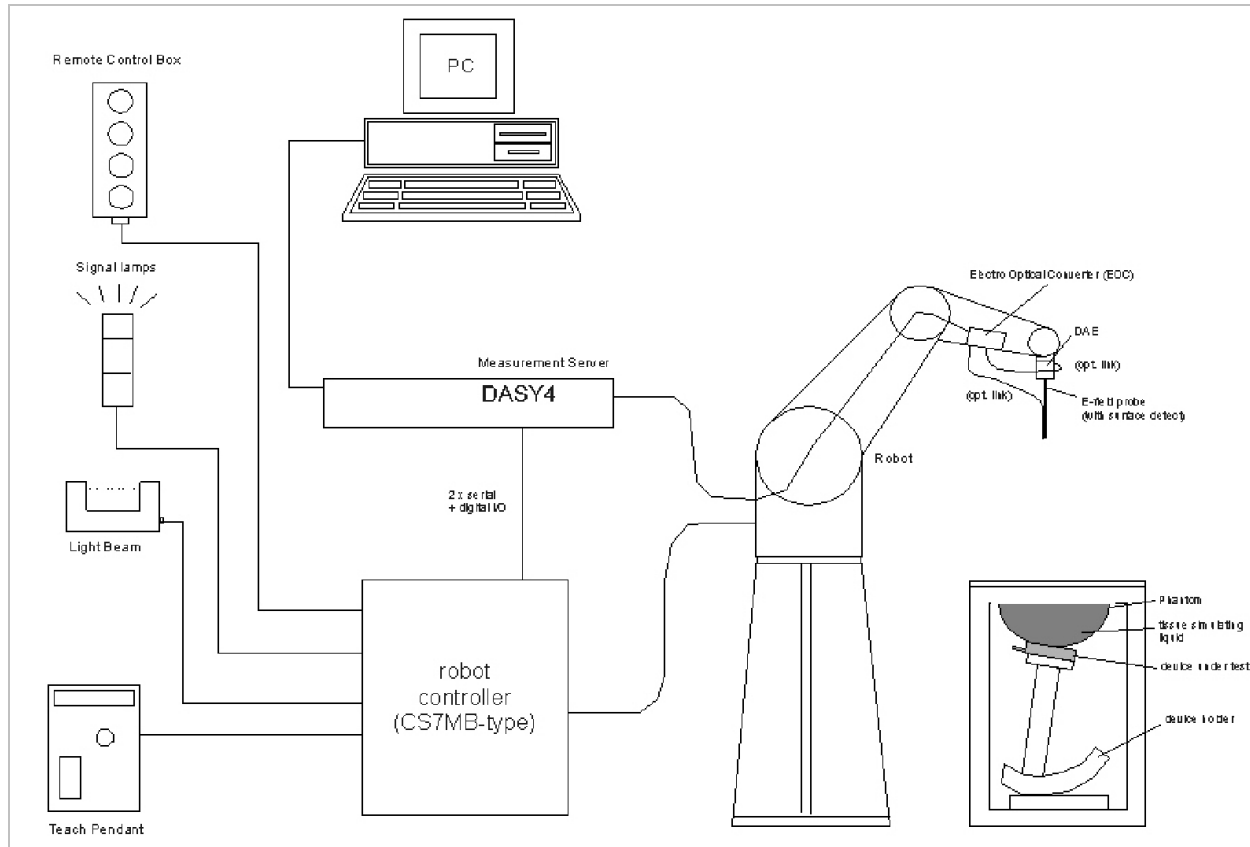 Remote Control Box
PC
Signal lamps
Electro Optical Converter (EOC)
DAE
(opt. link)
Measurement Server
DASY4
(opt. link)
E-field probe
(with surface detect)
Robot
2 x serial
+ digital I/O
Light Beam
Phantom
tissue simulating
liquid
device under test
robot
controller
(CS7MB-type)
device holder
Teach Pendant